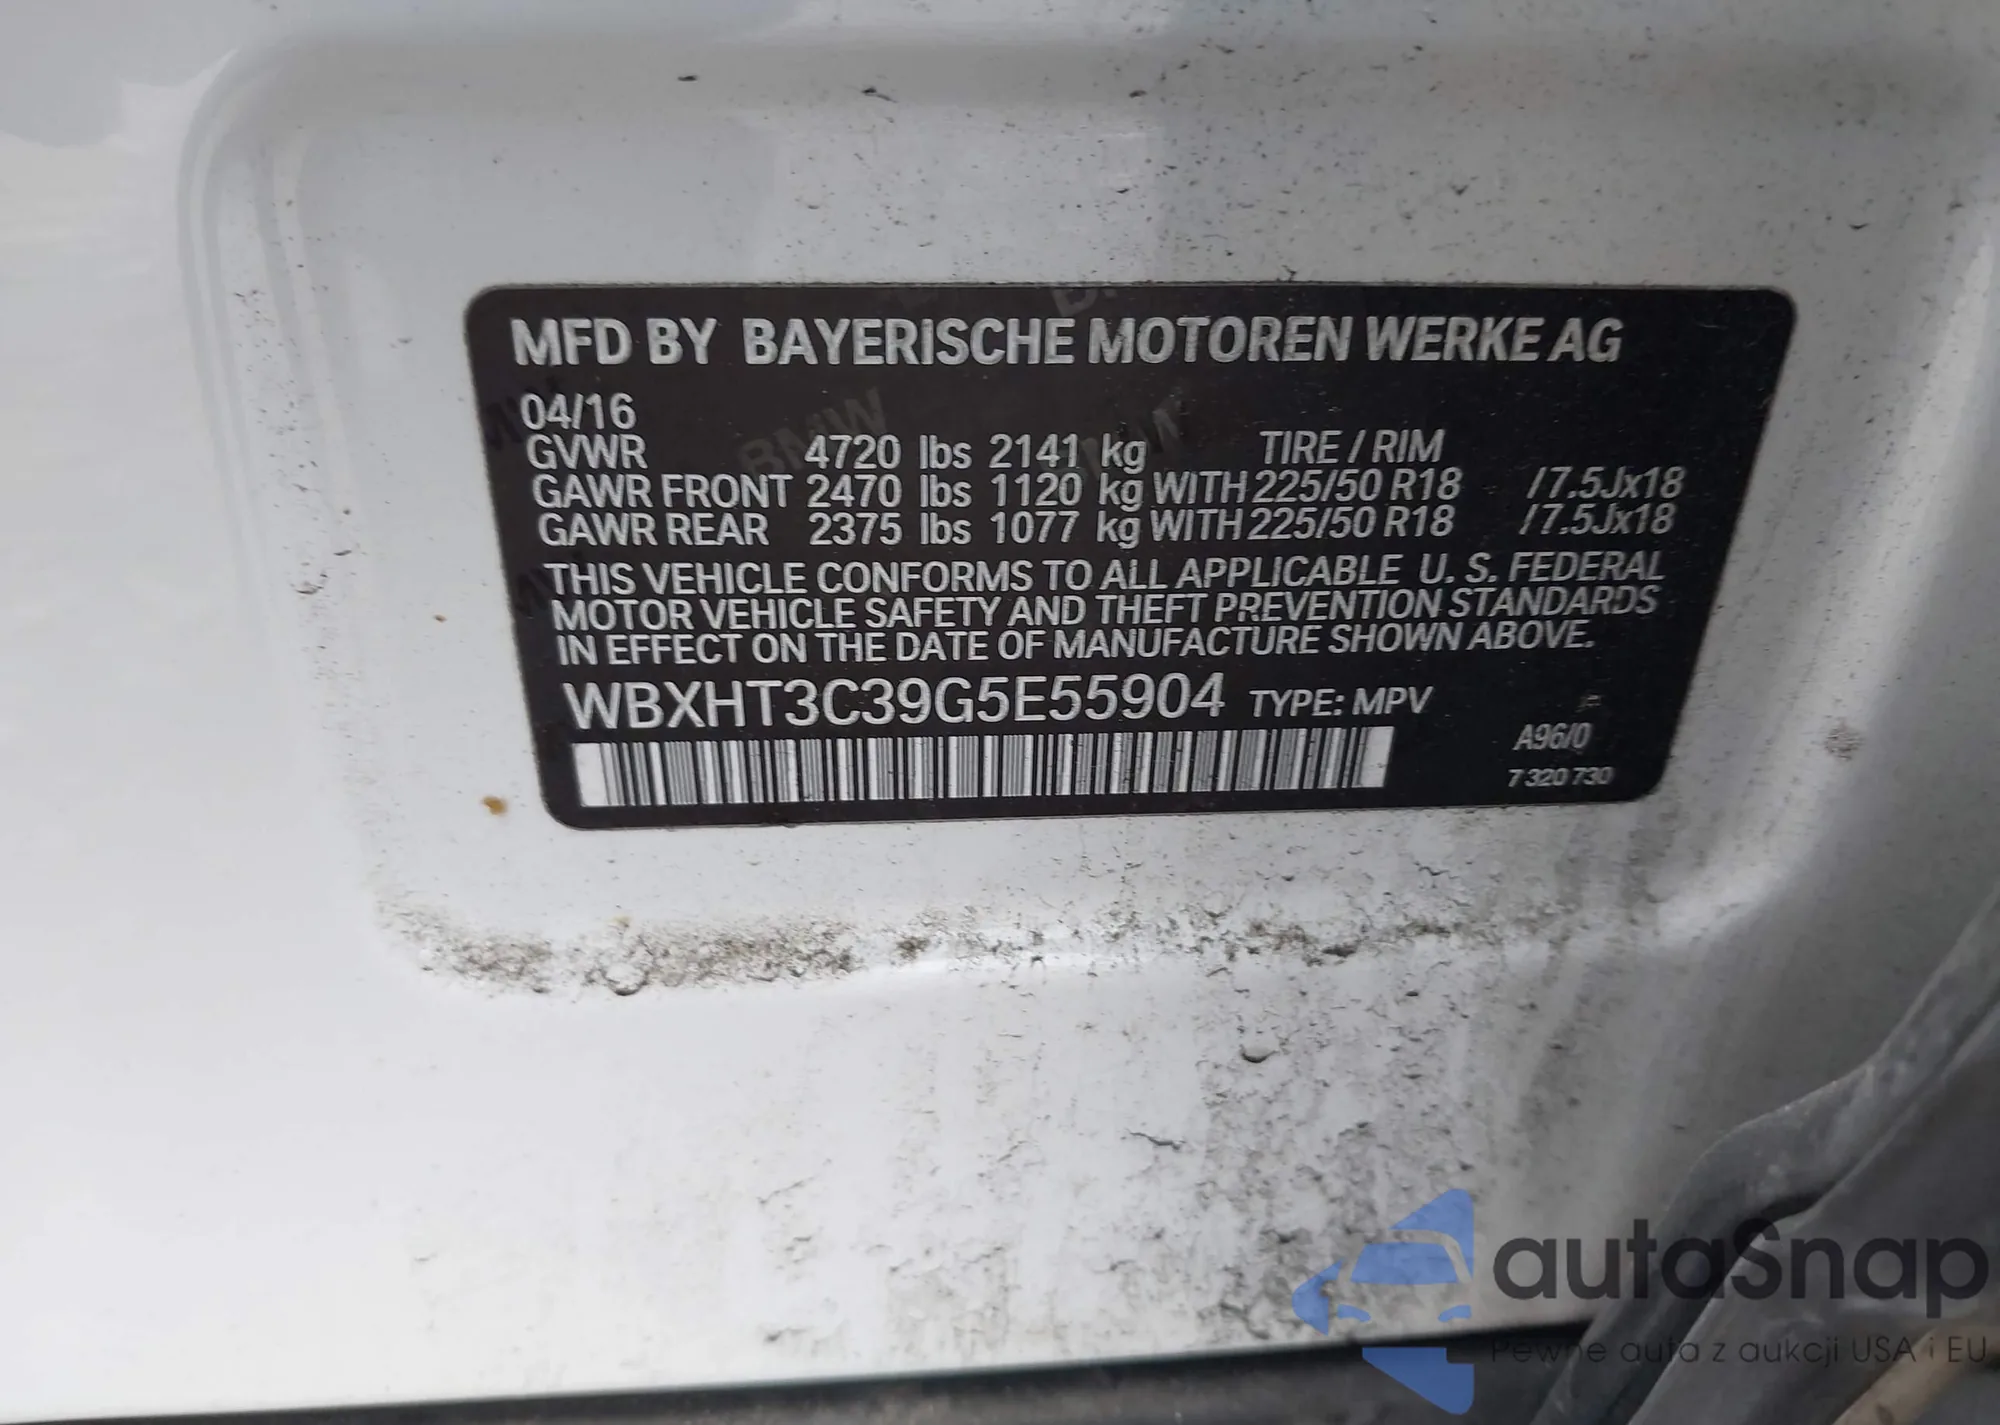 MFD BY BAYERISCHE MOTOREN WERKE AG
04/16
GVWR 4720 lbs 2141 kg TIRE / RIM
GAWR FRONT 2470 lbs 1120 kg WITH 225/50 R18 /7.5Jx18
GAWR REAR 2375 lbs 1077 kg WITH 225/50 R18 /7.5Jx18
THIS VEHICLE CONFORMS TO ALL APPLICABLE U. S. FEDERAL
MOTOR VEHICLE SAFETY AND THEFT PREVENTION STANDARDS
IN EFFECT ON THE DATE OF MANUFACTURE SHOWN ABOVE.
WBXHT3C39G5E55904 TYPE: MPV
A96/0
7 320 730
BMW
autaSnap
Pewne auta z aukcji USA i EU